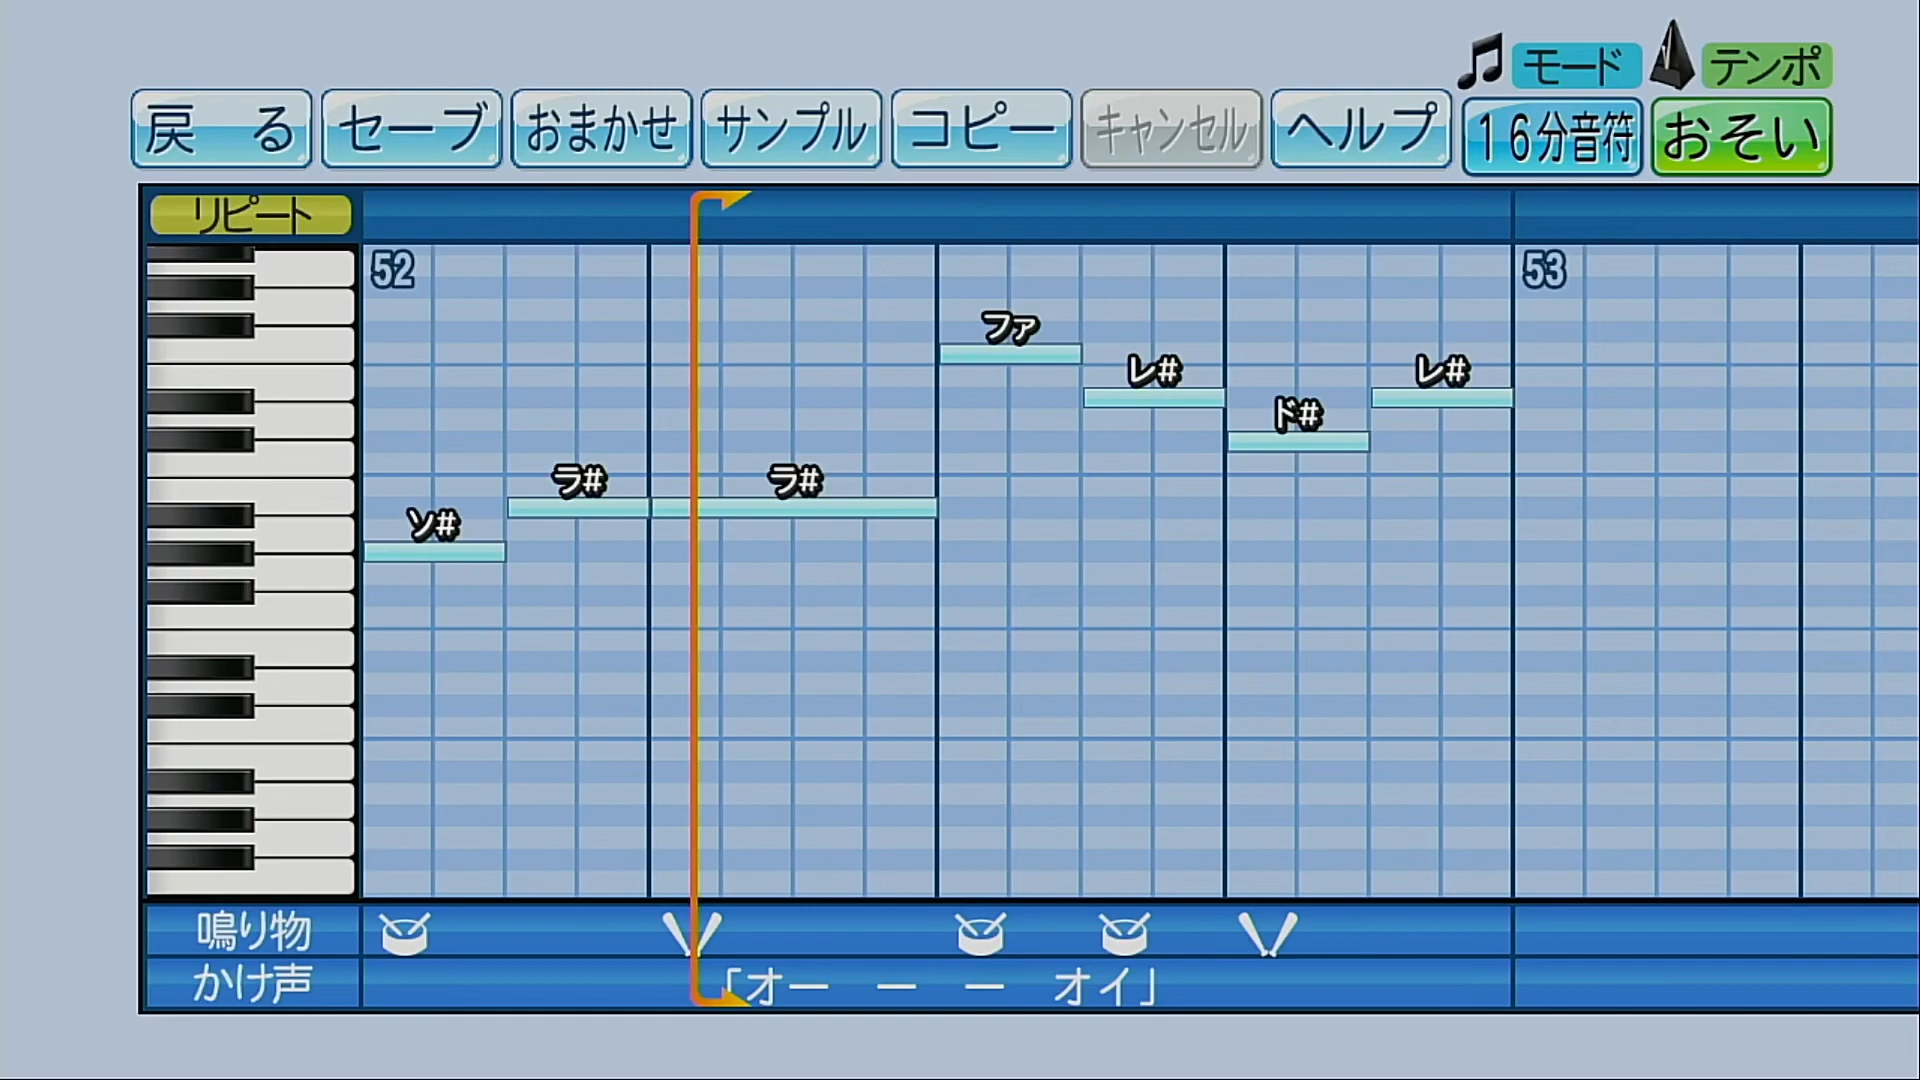 モード テンポ
戻る セーブ おまかせ サンプル コピー キャンセル ヘルプ 16分音符 おそい
リピート
52 53
ファ
レ# レ#
ド#
ラ# ラ#
ソ#
鳴り物
かけ声 「オー ー ー オイ」